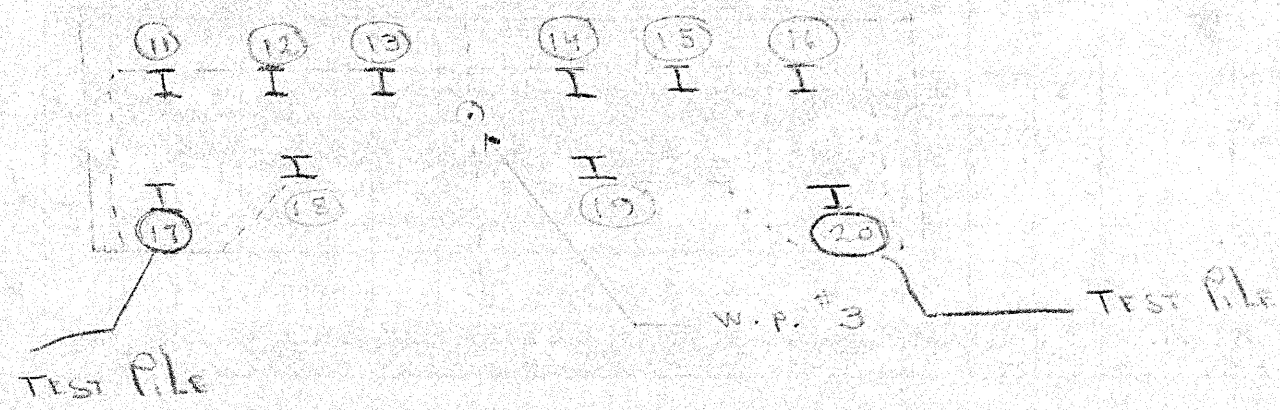 11 12 13 14 15 16
18 19
17 20
W.P. #3
TEST PILE
TEST PILE